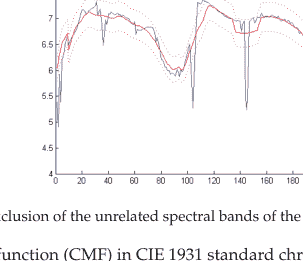 7
6.5
6
5.5
5
4.5
4
0 20 40 60 80 100 120 140 160 180
clusion of the unrelated spectral bands of the
function (CMF) in CIE 1931 standard chr